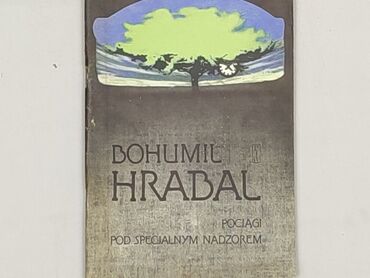 BOHUMIL
HRABAL
POCIĄGI
POD SPECJALNYM NADZOREM